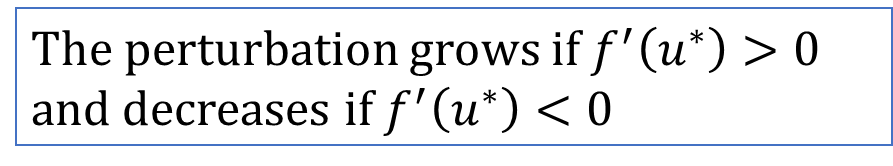 The perturbation grows if f′(u*) > 0
and decreases if f′(u*) < 0